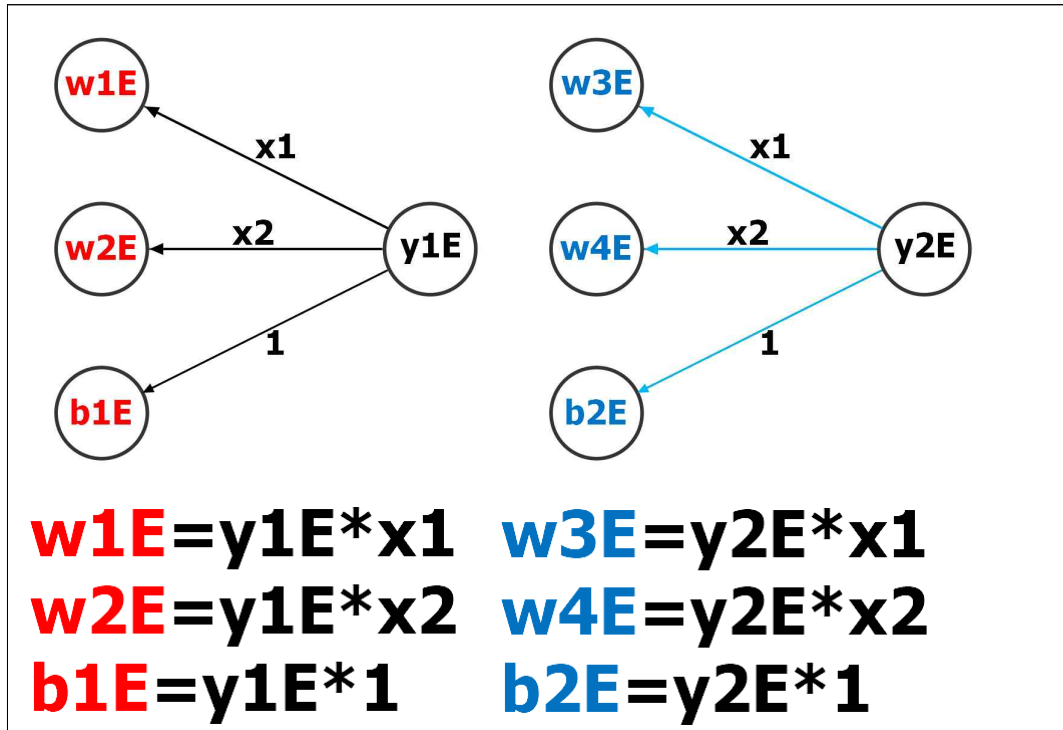 w1E
w3E
x1
x1
w2E
x2
y1E
w4E
x2
y2E
1
1
b1E
b2E
w1E=y1E*x1
w3E=y2E*x1
w2E=y1E*x2
w4E=y2E*x2
b1E=y1E*1
b2E=y2E*1